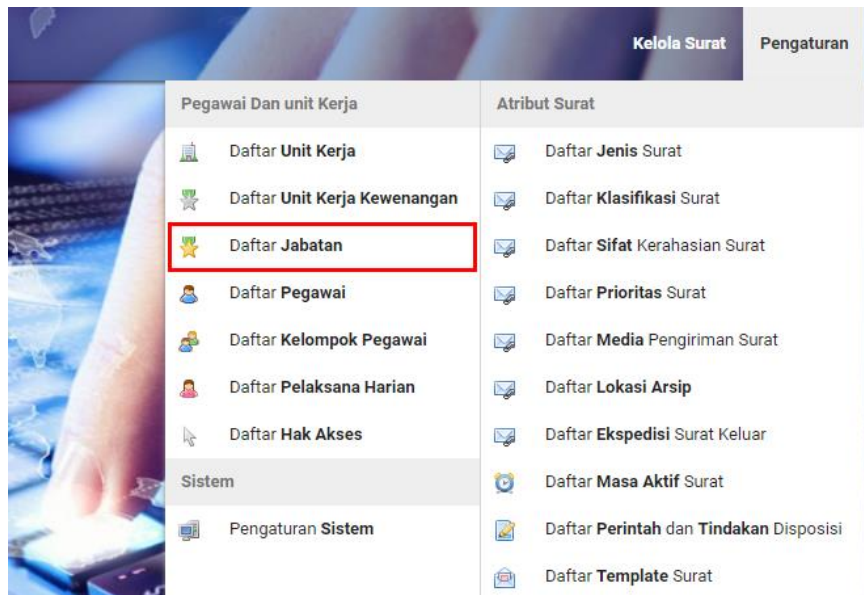 Kelola Surat
Pengaturan
Pegawai Dan unit Kerja
Daftar Unit Kerja
Daftar Unit Kerja Kewenangan
Daftar Jabatan
Daftar Pegawai
Daftar Kelompok Pegawai
Daftar Pelaksana Harian
Daftar Hak Akses
Sistem
Pengaturan Sistem
Atribut Surat
Daftar Jenis Surat
Daftar Klasifikasi Surat
Daftar Sifat Kerahasian Surat
Daftar Prioritas Surat
Daftar Media Pengiriman Surat
Daftar Lokasi Arsip
Daftar Ekspedisi Surat Keluar
Daftar Masa Aktif Surat
Daftar Perintah dan Tindakan Disposisi
Daftar Template Surat